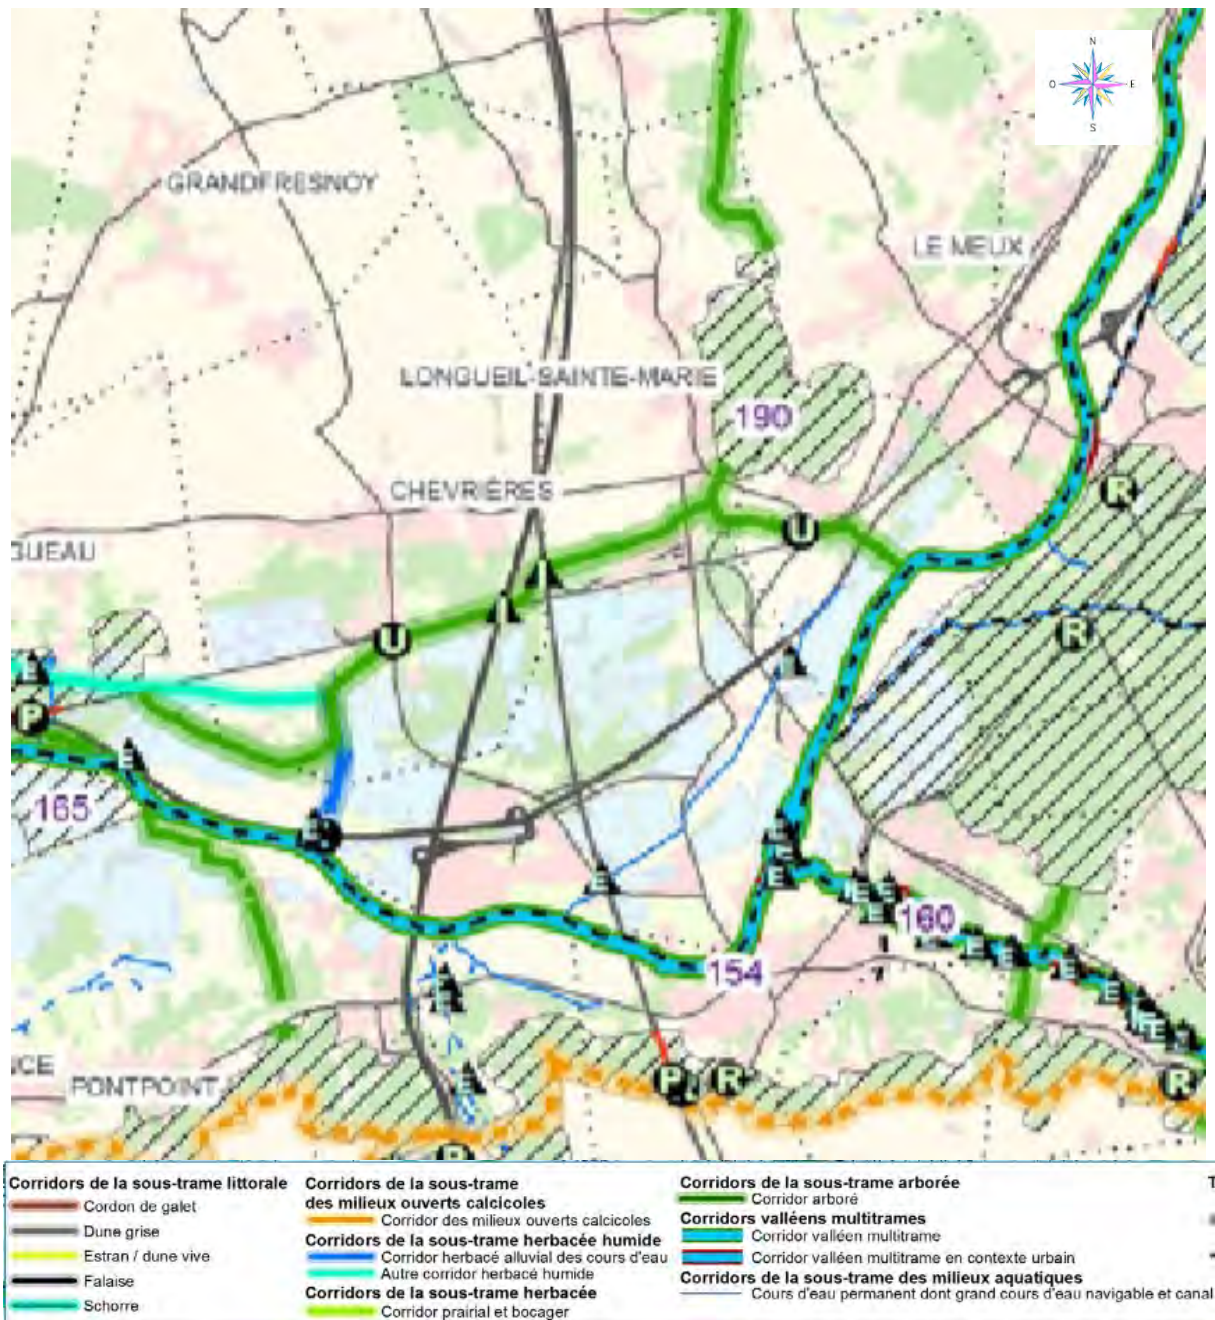 N
O E
S
GRANDFRESNOY
LE MEUX
LONGUEIL-SAINTE-MARIE
190
CHEVRIÈRES
R
GUEAU
U
U
R
P
E
165
E
160
154
E
NCE
PONTPOINT
P
R
R
Corridors de la sous-trame littorale
Cordon de galet
Dune grise
Estran / dune vive
Falaise
Schorre
Corridors de la sous-trame
des milieux ouverts calcicoles
Corridor des milieux ouverts calcicoles
Corridors de la sous-trame herbacée humide
Corridor herbacé alluvial des cours d'eau
Autre corridor herbacé humide
Corridors de la sous-trame herbacée
Corridor prairial et bocager
Corridors de la sous-trame arborée
Corridor arboré
Corridors valléens multitrames
Corridor valléen multitrame
Corridor valléen multitrame en contexte urbain
Corridors de la sous-trame des milieux aquatiques
Cours d'eau permanent dont grand cours d'eau navigable et canal
T